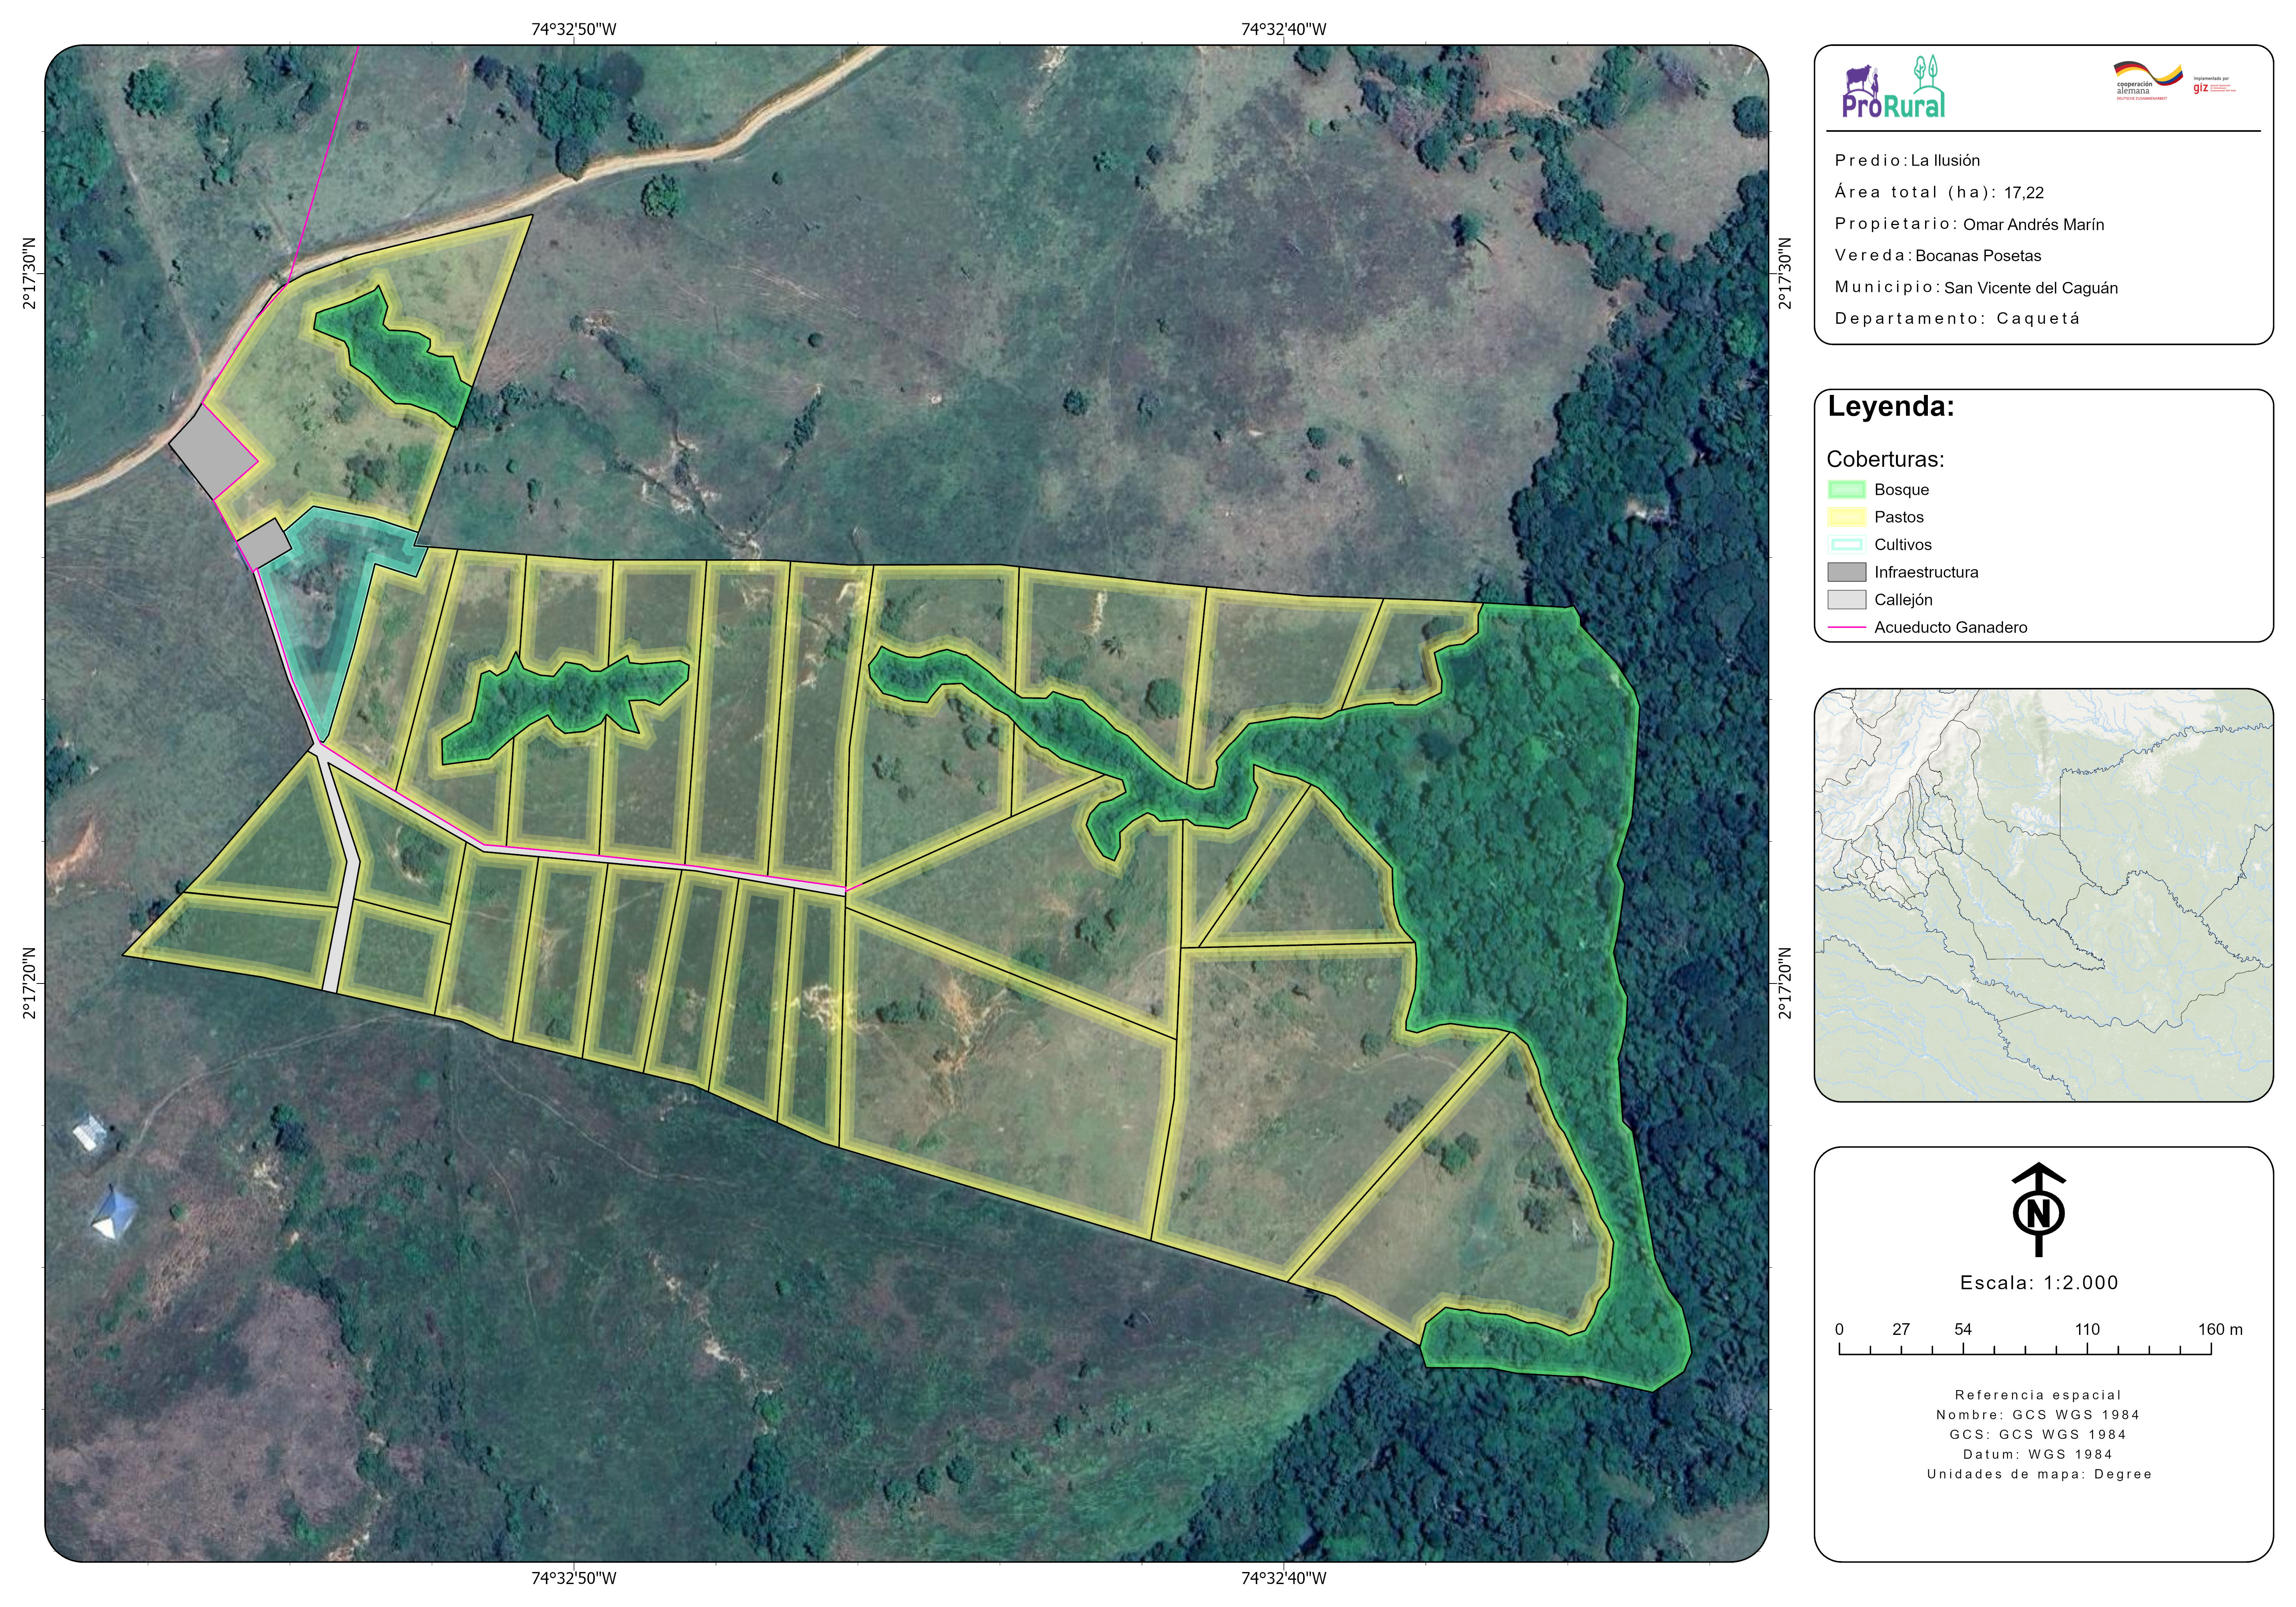 74°32'50"W
74°32'40"W
2°17'30"N
2°17'20"N
2°17'30"N
2°17'20"N
74°32'50"W
74°32'40"W
ProRural
cooperación
alemana
DEUTSCHE ZUSAMMENARBEIT
Implementada por
giz
Predio: La Ilusión
Área total (ha): 17,22
Propietario: Omar Andrés Marín
Vereda: Bocanas Posetas
Municipio: San Vicente del Caguán
Departamento: Caquetá
Leyenda:
Coberturas:
Bosque
Pastos
Cultivos
Infraestructura
Callejón
Acueducto Ganadero
N
Escala: 1:2.000
0 27 54 110 160 m
Referencia espacial
Nombre: GCS WGS 1984
GCS: GCS WGS 1984
Datum: WGS 1984
Unidades de mapa: Degree